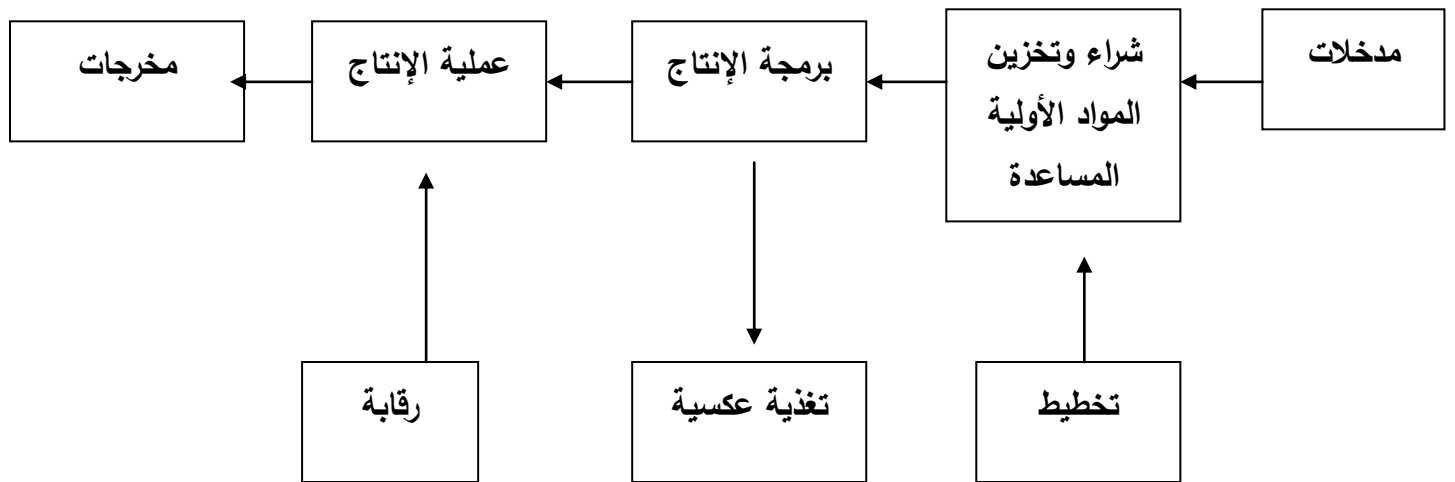 مدخلات
شراء وتخزين
المواد الأولية
المساعدة
برمجة الإنتاج
عملية الإنتاج
مخرجات
تخطيط
تغذية عكسية
رقابة